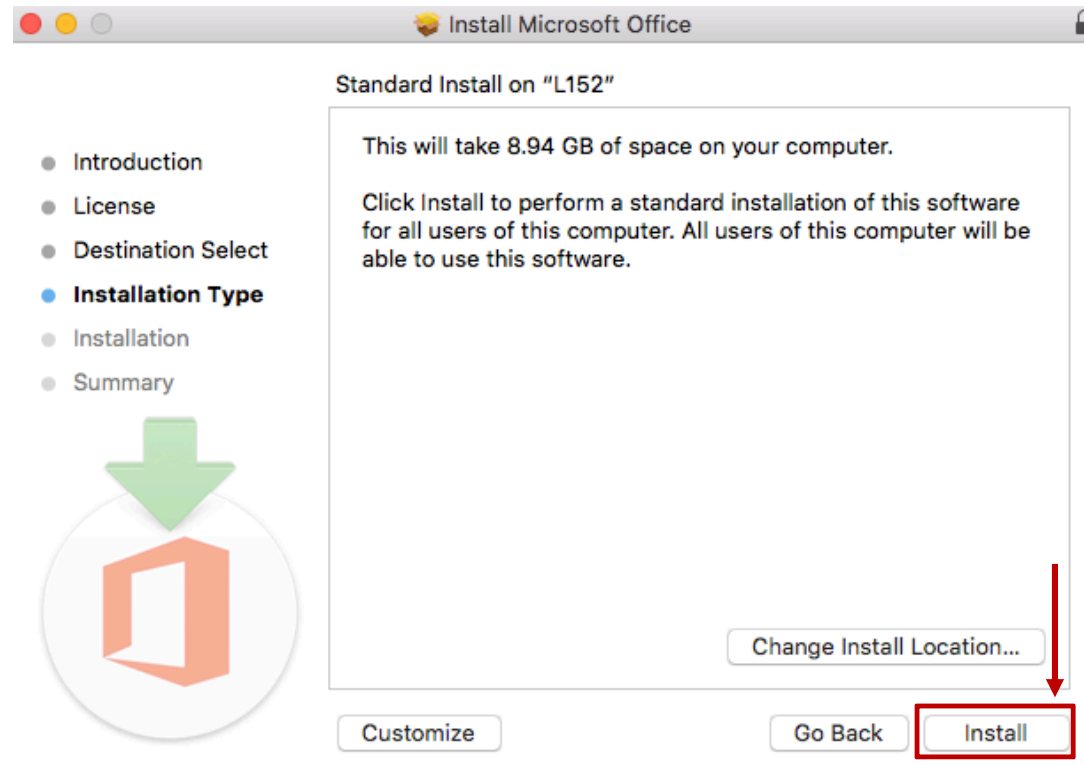 Install Microsoft Office
Standard Install on "L152"
Introduction
License
Destination Select
Installation Type
Installation
Summary
This will take 8.94 GB of space on your computer.
Click Install to perform a standard installation of this software
for all users of this computer. All users of this computer will be
able to use this software.
Change Install Location...
Customize
Go Back
Install